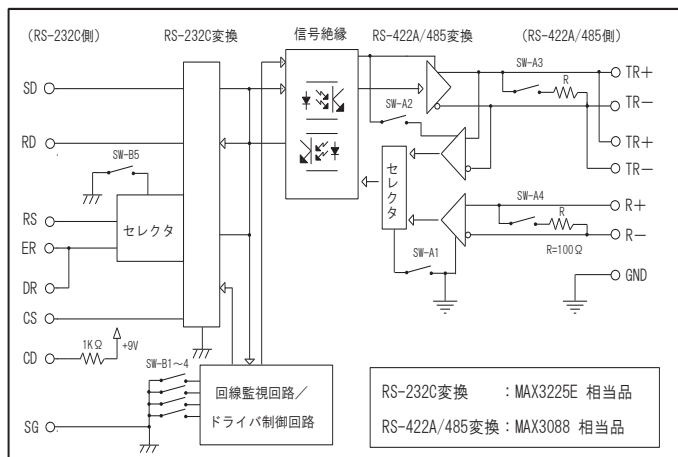 (RS-232C側)
RS-232C変換
信号絶縁
RS-422A/485変換
(RS-422A/485側)
SD
SW-A3
R
TR+
TR-
SW-A2
RD
TR+
TR-
SW-B5
セレクタ
セレクタ
RS
ER
DR
CS
SW-A4
R
R+
R-
R=100Ω
SW-A1
GND
CD
1KΩ
+9V
SW-B1~4
SG
回線監視回路/
ドライバ制御回路
RS-232C変換 :MAX3225E 相当品
RS-422A/485変換:MAX3088 相当品